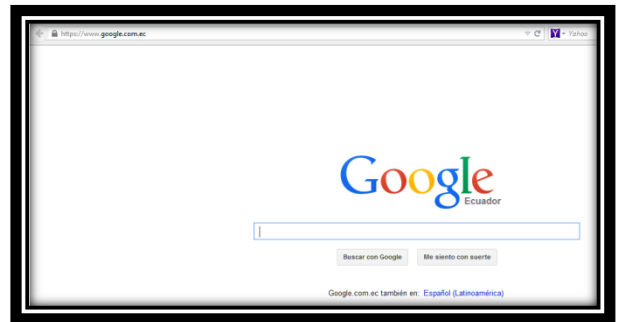 https://www.google.com.ec
Y Yahoo
Google
Ecuador
Buscar con Google Me siento con suerte
Google.com.ec también en: Español (Latinoamérica)